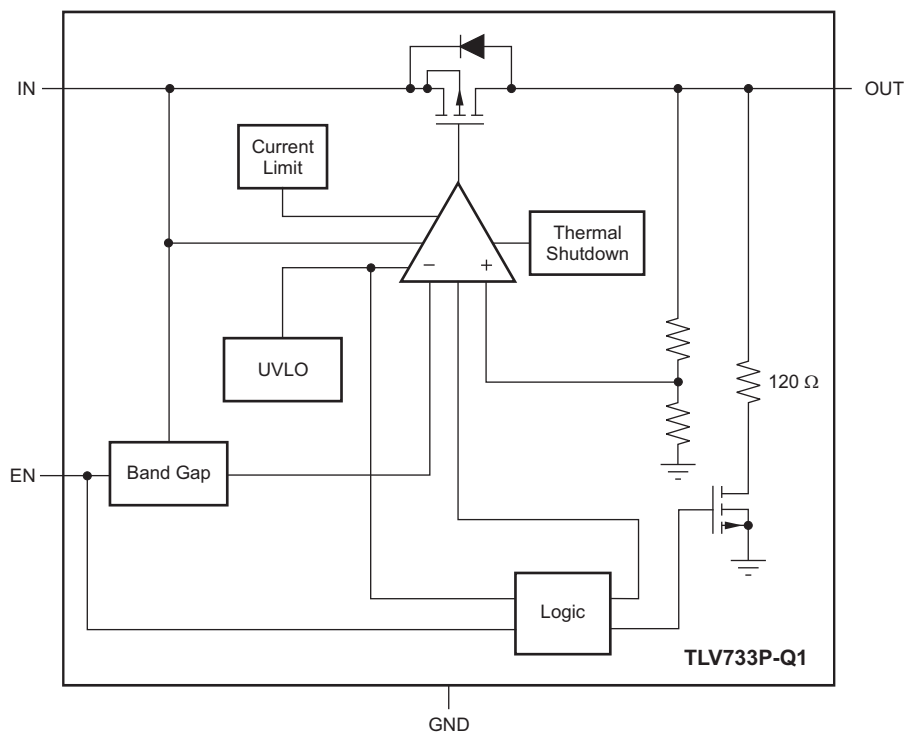 IN
OUT
Current
Limit
Thermal
Shutdown
−
+
UVLO
120 Ω
EN
Band Gap
Logic
TLV733P-Q1
GND